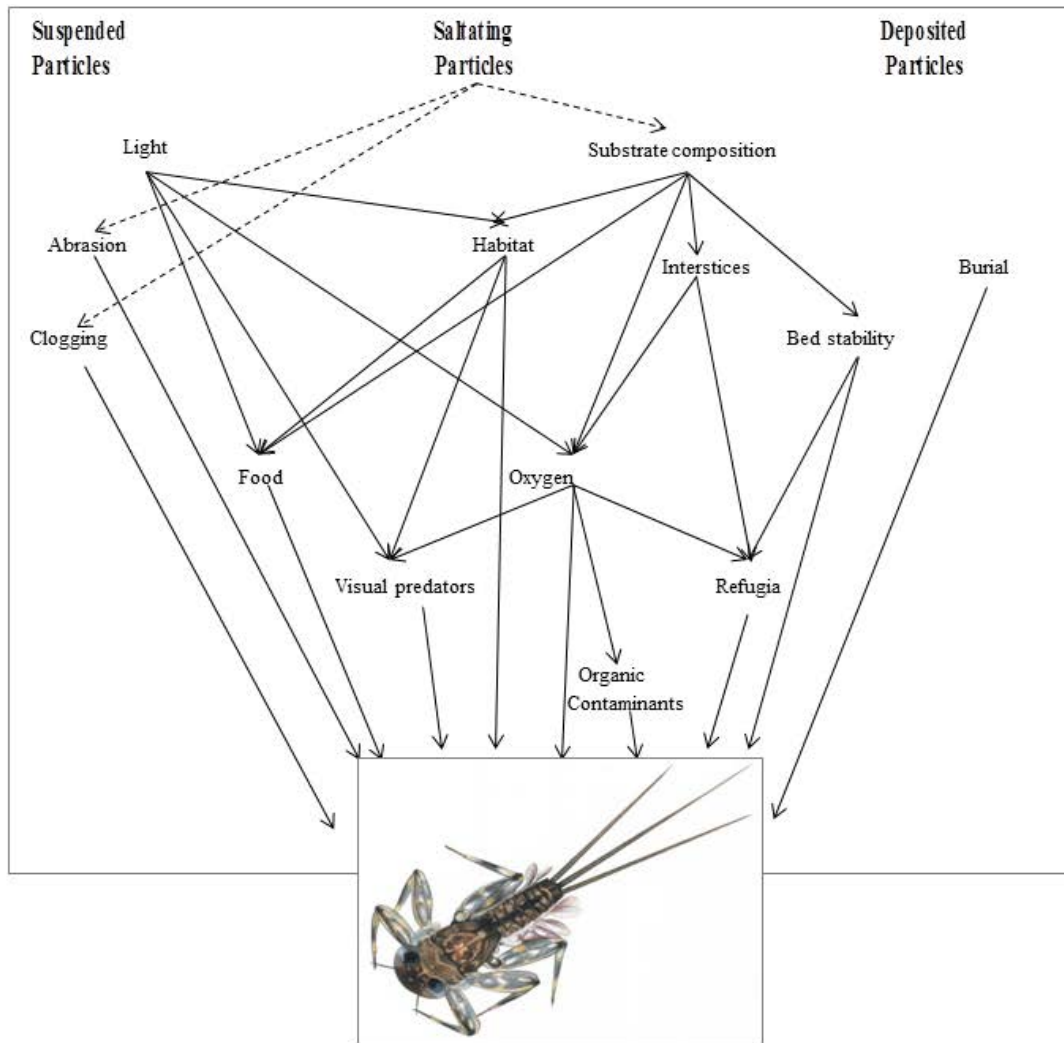 Suspended
Particles
Saltating
Particles
Deposited
Particles
Light
Substrate composition
Abrasion
Habitat
Interstices
Burial
Clogging
Bed stability
Food
Oxygen
Visual predators
Refugia
Organic
Contaminants